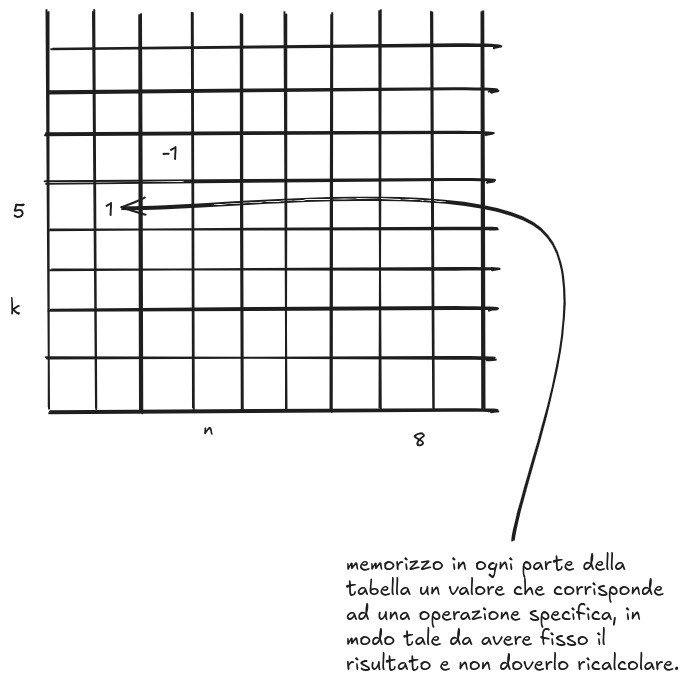 -1
5
1
k
n
8
memorizzo in ogni parte della
tabella un valore che corrisponde
ad una operazione specifica, in
modo tale da avere fisso il
risultato e non doverlo ricalcolare.